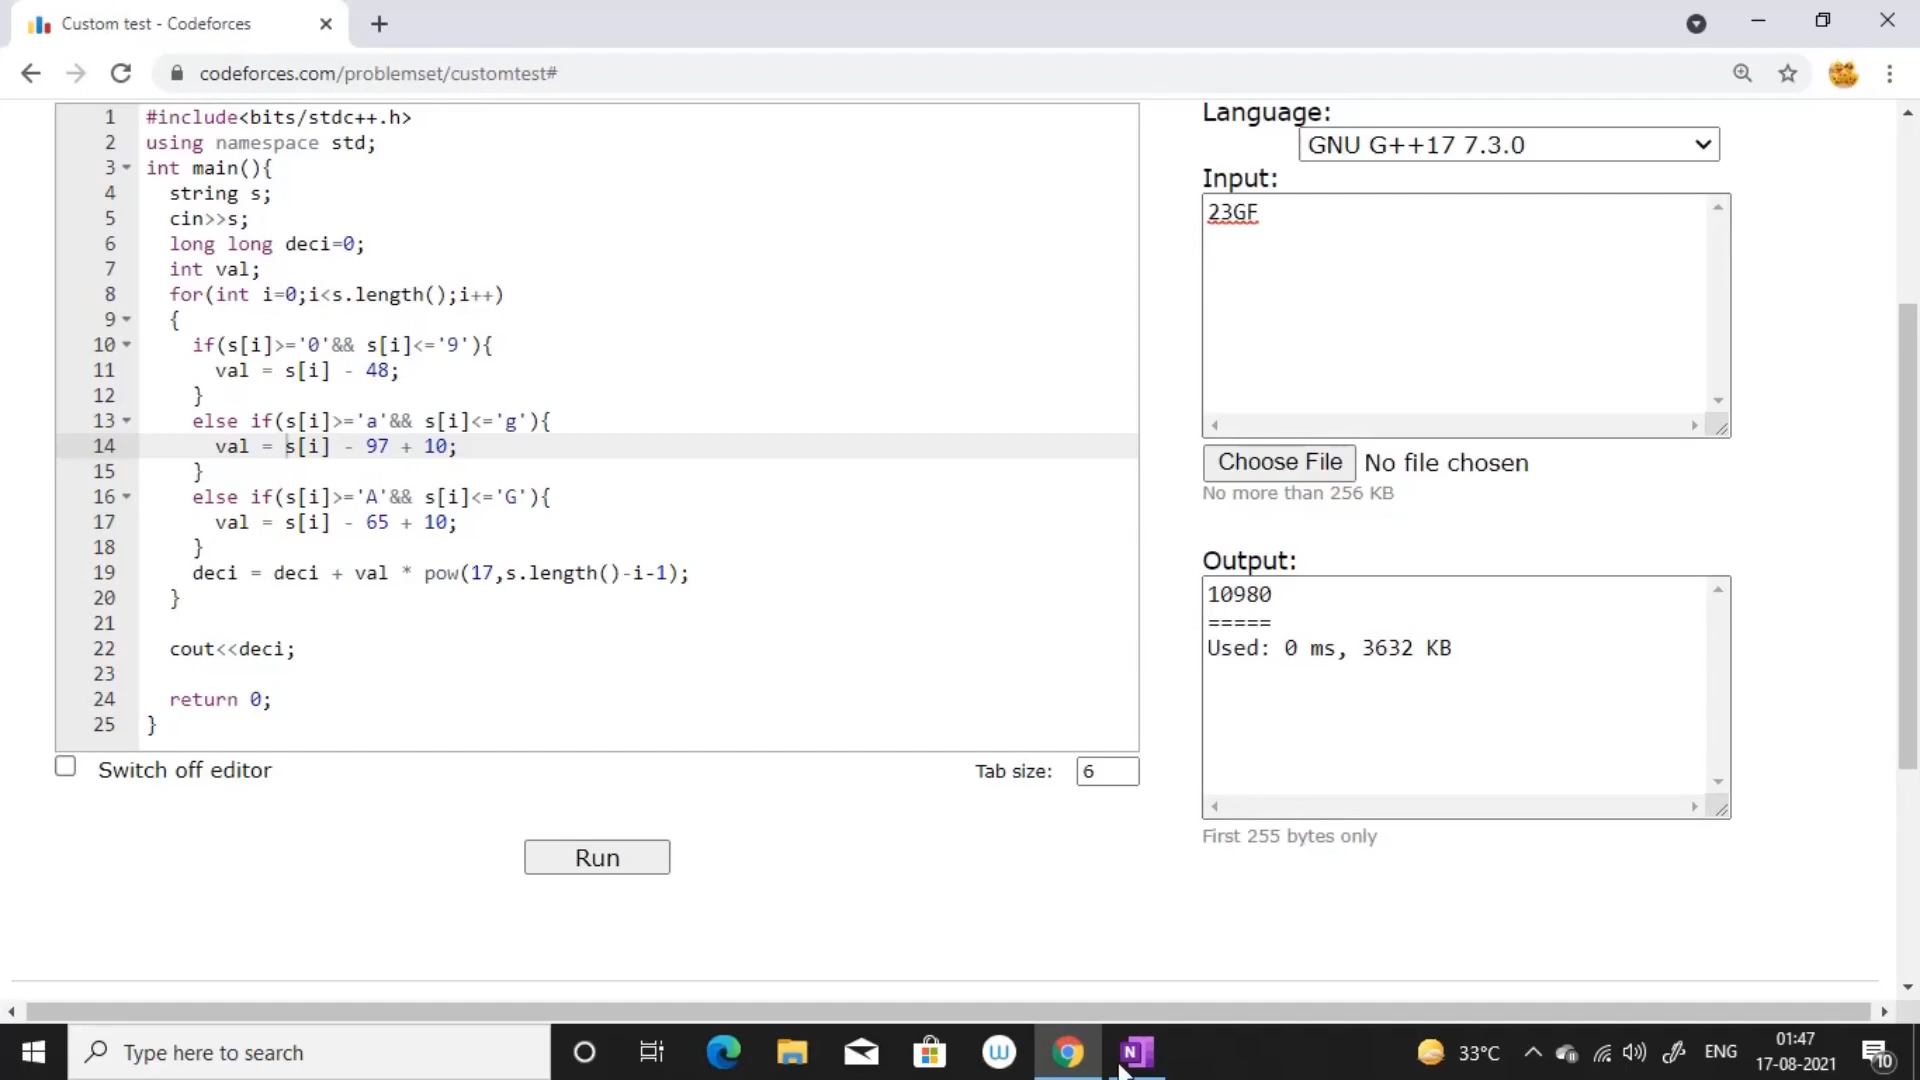 Custom test - Codeforces
codeforces.com/problemset/customtest#
1 #include<bits/stdc++.h>
2 using namespace std;
3 int main(){
4 string s;
5 cin>>s;
6 long long deci=0;
7 int val;
8 for(int i=0;i<s.length();i++)
9 {
10 if(s[i]>='0'&& s[i]<='9'){
11 val = s[i] - 48;
12 }
13 else if(s[i]>='a'&& s[i]<='g'){
14 val = s[i] - 97 + 10;
15 }
16 else if(s[i]>='A'&& s[i]<='G'){
17 val = s[i] - 65 + 10;
18 }
19 deci = deci + val * pow(17,s.length()-i-1);
20 }
21
22 cout<<deci;
23
24 return 0;
25 }
Switch off editor
Tab size: 6
Run
Language:
GNU G++17 7.3.0
Input:
23GF
Choose File No file chosen
No more than 256 KB
Output:
10980
=====
Used: 0 ms, 3632 KB
First 255 bytes only
Type here to search
N
33°C
ENG
01:47
17-08-2021
10